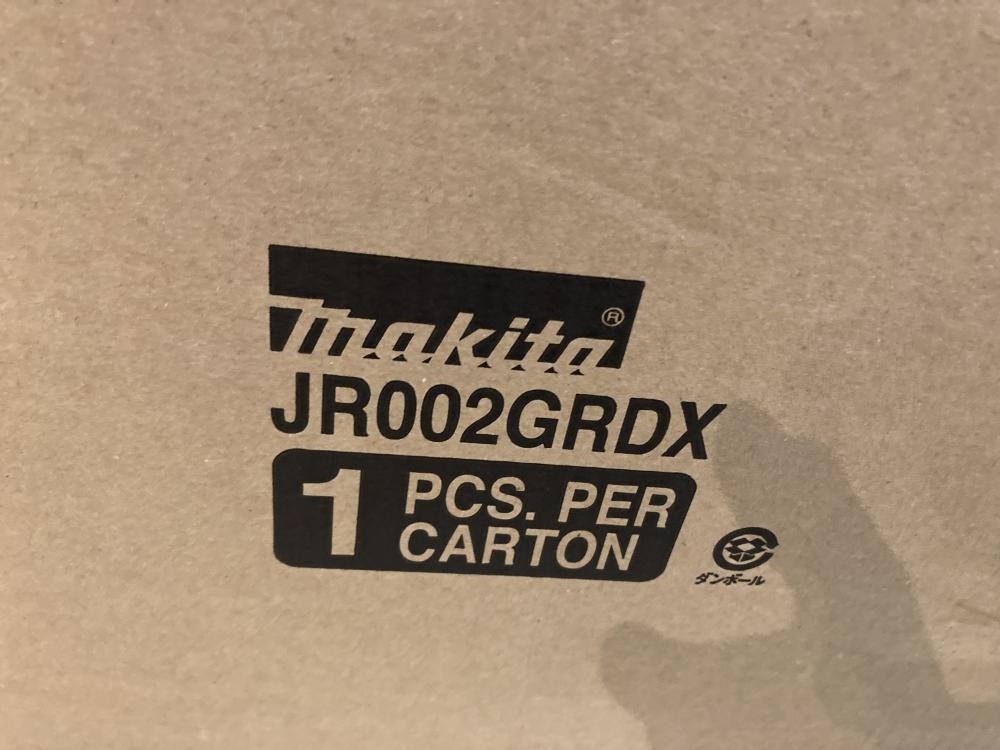 makita®
JR002GRDX
1 PCS. PER
CARTON
ダンボール